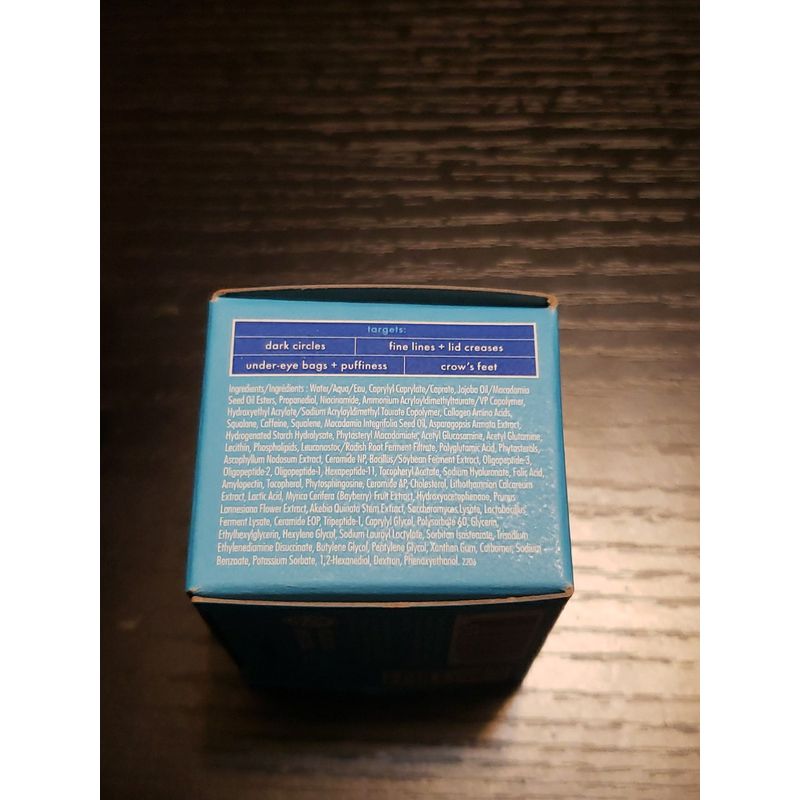 targets:
dark circles
fine lines + lid creases
under-eye bags + puffiness
crow's feet
Ingredients/Ingrédients : Water/Aqua/Eau, Caprylyl Caprylate/Caprate, Jojoba Oil/Macadamia
Seed Oil Esters, Propanediol, Niacinamide, Ammonium Acryloyldimethyltaurate/VP Copolymer,
Hydroxyethyl Acrylate/Sodium Acryloyldimethyl Taurate Copolymer, Collagen Amino Acids,
Squalane, Caffeine, Squalene, Macadamia Integrifolia Seed Oil, Asparagopsis Armata Extract,
Hydrogenated Starch Hydrolysate, Phytosteryl Macadamiate, Acetyl Glucosamine, Acetyl Glutamine,
Lecithin, Phospholipids, Leuconostoc/Radish Root Ferment Filtrate, Polyglutamic Acid, Phytosterols,
Ascophyllum Nodosum Extract, Ceramide NP, Bacillus/Soybean Ferment Extract, Oligopeptide-3,
Oligopeptide-2, Oligopeptide-1, Hexapeptide-11, Tocopheryl Acetate, Sodium Hyaluronate, Folic Acid,
Amylopectin, Tocopherol, Phytosphingosine, Ceramide AP, Cholesterol, Lithothamnion Calcareum
Extract, Lactic Acid, Myrica Cerifera (Bayberry) Fruit Extract, Hydroxyacetophenone, Prunus
Lannesiana Flower Extract, Akebia Quinata Stem Extract, Saccharomyces Lysate, Lactobacillus
Ferment Lysate, Ceramide EOP, Tripeptide-1, Caprylyl Glycol, Polysorbate 60, Glycerin,
Ethylhexylglycerin, Hexylene Glycol, Sodium Lauroyl Lactylate, Sorbitan Isostearate, Trisodium
Ethylenediamine Disuccinate, Butylene Glycol, Pentylene Glycol, Xanthan Gum, Carbomer, Sodium
Benzoate, Potassium Sorbate, 1,2-Hexanediol, Dextran, Phenoxyethanol. 2206